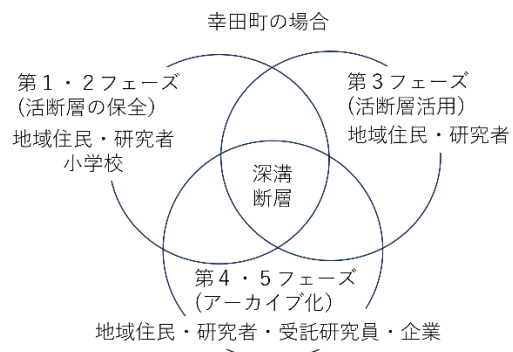 幸田町の場合
第１・２フェーズ
(活断層の保全)
地域住民・研究者
小学校
第３フェーズ
(活断層活用)
地域住民・研究者
深溝
断層
第４・５フェーズ
(アーカイブ化)
地域住民・研究者・受託研究員・企業